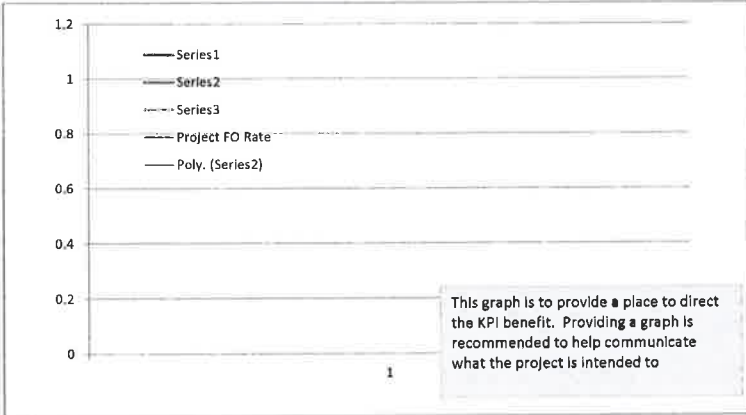 1.2
Series1
1
Series2
Series3
0.8
Project FO Rate
Poly. (Series2)
0.6
0.4
0.2
This graph is to provide a place to direct
the KPI benefit. Providing a graph is
recommended to help communicate
what the project is intended to
0
1